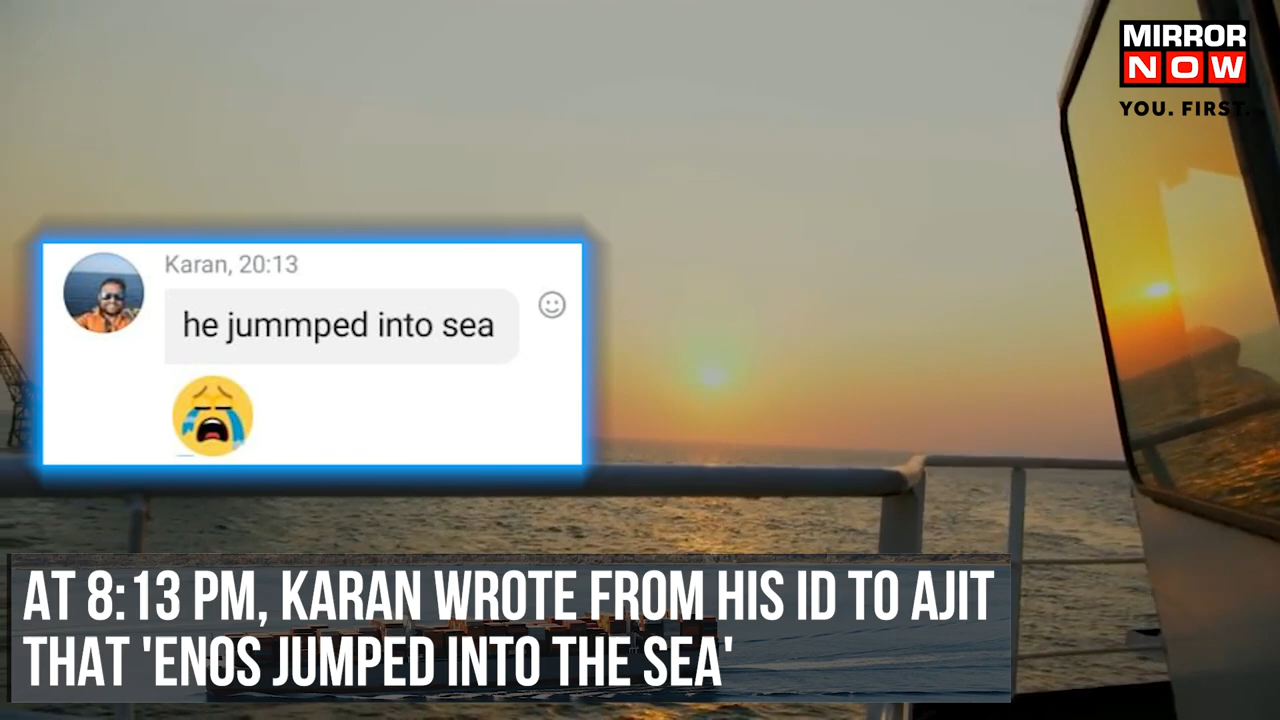 MIRROR
NOW
YOU. FIRST.
Karan, 20:13
he jummped into sea
AT 8:13 PM, KARAN WROTE FROM HIS ID TO AJIT
THAT 'ENOS JUMPED INTO THE SEA'